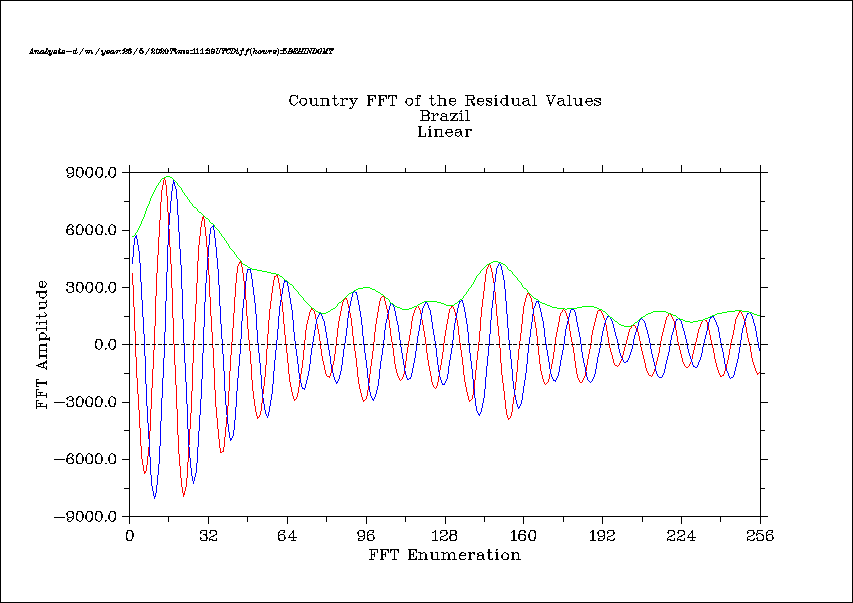 Country FFT of the Residual Values
Brazil
Linear
9000.0
6000.0
3000.0
0.0
-3000.0
-6000.0
-9000.0
FFT Amplitude
0 32 64 96 128 160 192 224 256
FFT Enumeration